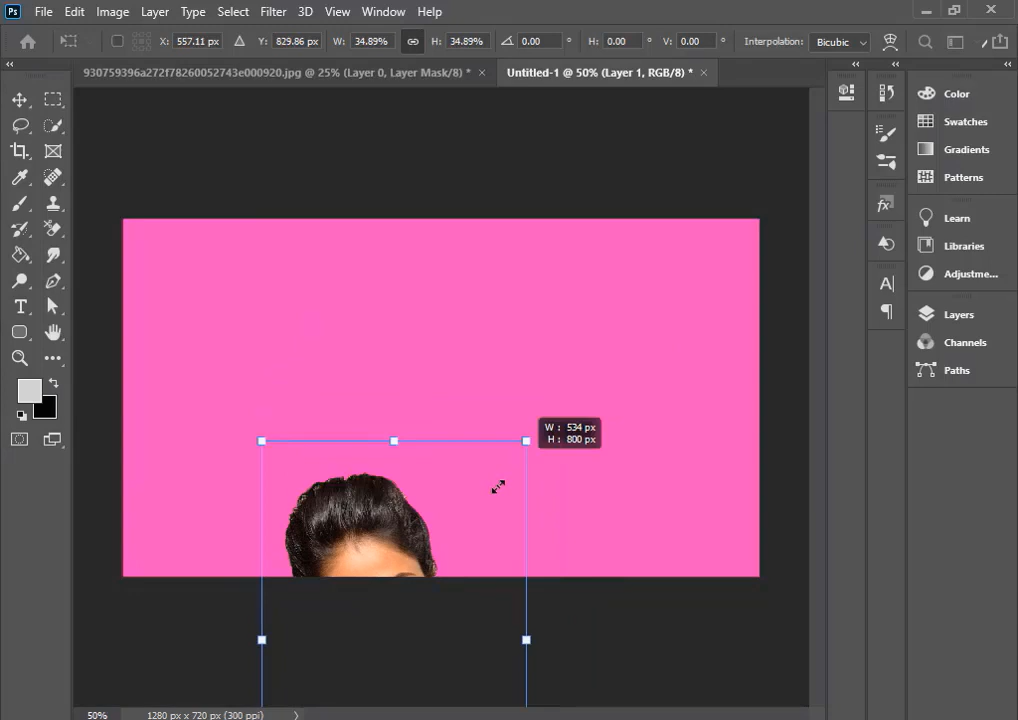 Ps File Edit Image Layer Type Select Filter 3D View Window Help
X: 557.11 px Y: 829.86 px W: 34.89% H: 34.89% 0.00 ° H: 0.00 ° V: 0.00 ° Interpolation: Bicubic
930759396a272f78260052743e000920.jpg @ 25% (Layer 0, Layer Mask/8) * × Untitled-1 @ 50% (Layer 1, RGB/8) * ×
Color
Swatches
Gradients
Patterns
Learn
Libraries
Adjustme...
Layers
Channels
Paths
W : 534 px
H : 800 px
50% 1280 px x 720 px (300 ppi)